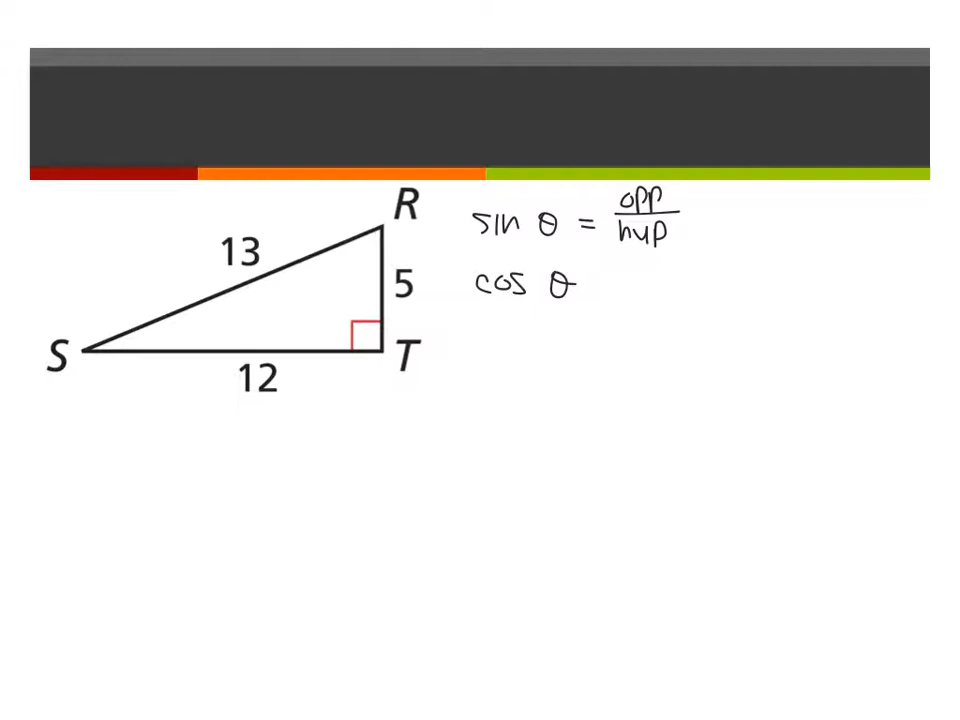 R
13
sin θ = opp/hyp
5
cos θ
S
T
12